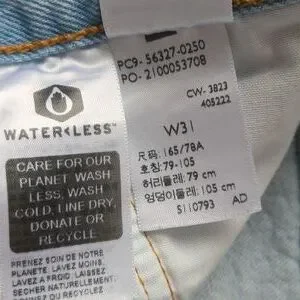 WATER<LESS™
CARE FOR OUR
PLANET WASH
LESS, WASH
COLD, LINE DRY,
DONATE OR
RECYCLE
PRENEZ SOIN DE NOTRE
PLANÈTE. LAVEZ MOINS,
LAVEZ À FROID, LAISSEZ
SÉCHER NATURELLEMENT,
DONNEZ OU RECYCLEZ
PC9-56327-0250
PO-2100053708
CW-3823
405222
W31
尺码:165/78A
호칭:79-105
허리둘레:79 cm
엉덩이둘레:105 cm
S110793 AD